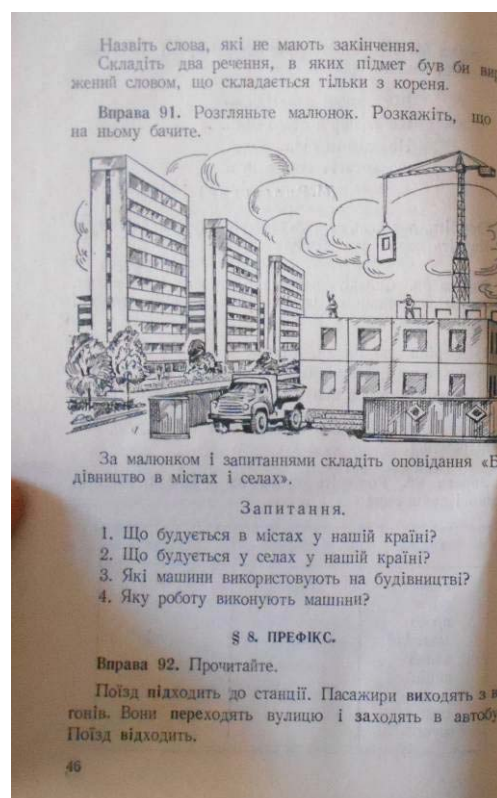 Назвіть слова, які не мають закінчення.
Складіть два речення, в яких підмет був би вир
жений словом, що складається тільки з кореня.
Вправа 91. Розгляньте малюнок. Розкажіть, що
на ньому бачите.
За малюнком і запитаннями складіть оповідання «Б
дівництво в містах і селах».
Запитання.
1. Що будується в містах у нашій країні?
2. Що будується у селах у нашій країні?
3. Які машини використовують на будівництві?
4. Яку роботу виконують машини?
§ 8. ПРЕФІКС.
Вправа 92. Прочитайте.
Поїзд підходить до станції. Пасажири виходять з в
гонів. Вони переходять вулицю і заходять в автобу
Поїзд відходить.
46